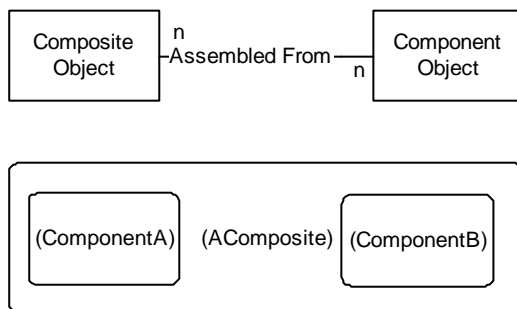 Composite
Object
n
Assembled From
n
Component
Object
(ComponentA)
(AComposite)
(ComponentB)